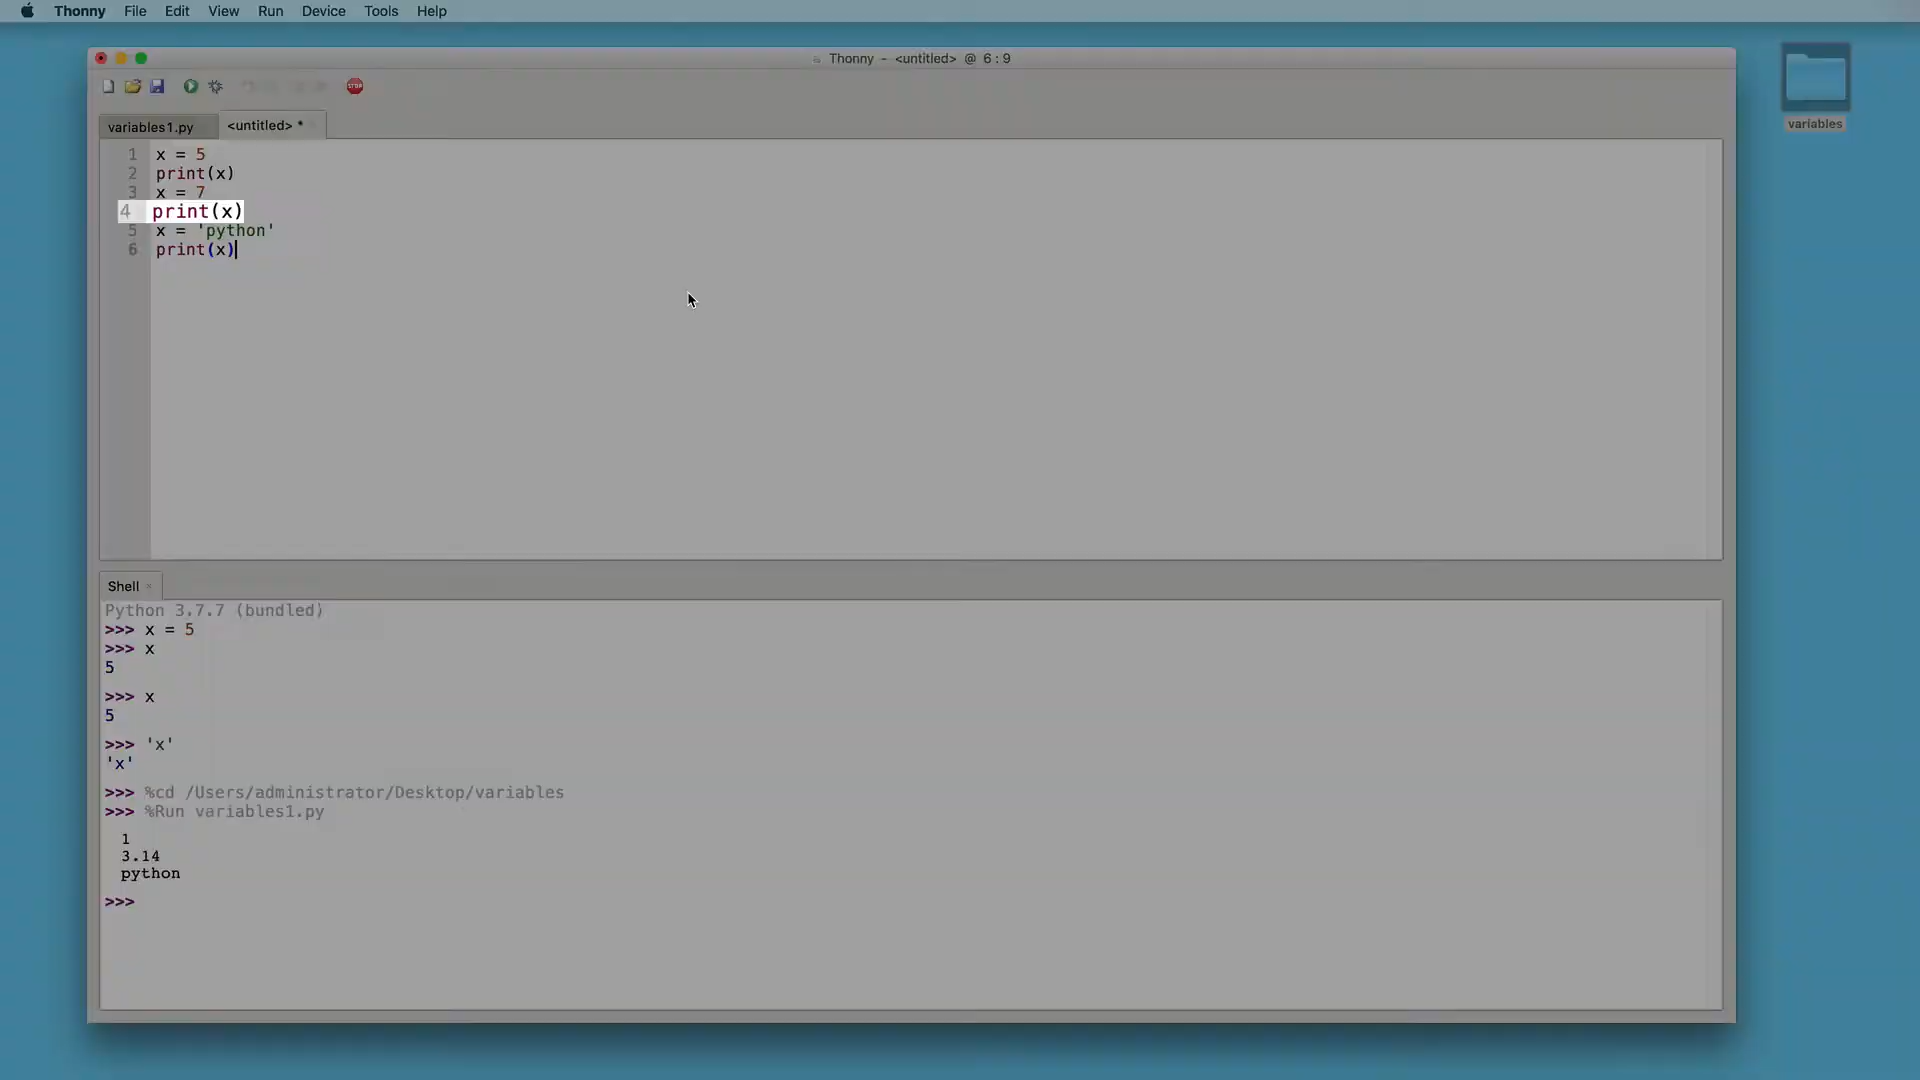 Thonny File Edit View Run Device Tools Help
Thonny - <untitled> @ 6 : 9
STOP
variables
variables1.py <untitled> *
1 x = 5
2 print(x)
3 x = 7
4 print(x)
5 x = 'python'
6 print(x)
Shell
Python 3.7.7 (bundled)
>>> x = 5
>>> x
5
>>> x
5
>>> 'x'
'x'
>>> %cd /Users/administrator/Desktop/variables
>>> %Run variables1.py
1
3.14
python
>>>